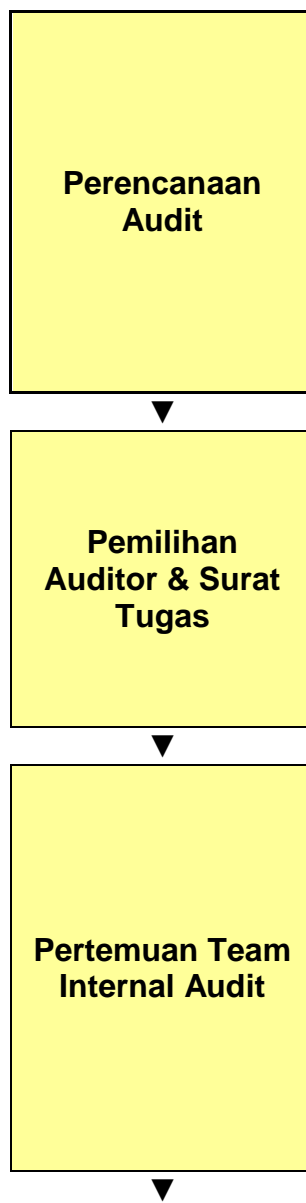 Perencanaan
Audit
▼
Pemilihan
Auditor & Surat
Tugas
▼
Pertemuan Team
Internal Audit
▼